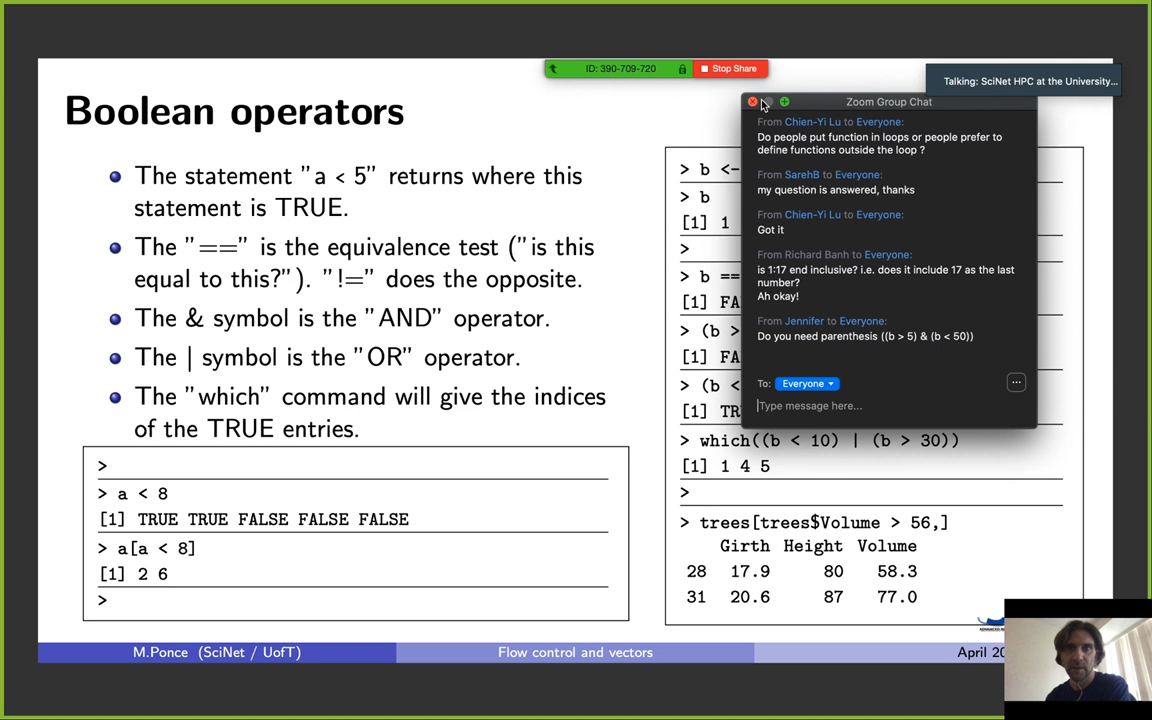 ID: 390-709-720
Stop Share
Talking: SciNet HPC at the University...
Boolean operators
The statement "a < 5" returns where this
statement is TRUE.
The "==" is the equivalence test ("is this
equal to this?"). "!=" does the opposite.
The & symbol is the "AND" operator.
The | symbol is the "OR" operator.
The "which" command will give the indices
of the TRUE entries.
>
> a < 8
[1] TRUE TRUE FALSE FALSE FALSE
> a[a < 8]
[1] 2 6
>
> b <-
> b
[1] 1
>
> b ==
[1] FA
> (b >
[1] FA
> (b <
[1] TR
> which((b < 10) | (b > 30))
[1] 1 4 5
>
> trees[trees$Volume > 56,]
Girth Height Volume
28 17.9 80 58.3
31 20.6 87 77.0
Zoom Group Chat
From Chien-Yi Lu to Everyone:
Do people put function in loops or people prefer to
define functions outside the loop ?
From SarehB to Everyone:
my question is answered, thanks
From Chien-Yi Lu to Everyone:
Got it
From Richard Banh to Everyone:
is 1:17 end inclusive? i.e. does it include 17 as the last
number?
Ah okay!
From Jennifer to Everyone:
Do you need parenthesis ((b > 5) & (b < 50))
To: Everyone
Type message here...
M.Ponce (SciNet / UofT)
Flow control and vectors
April 20